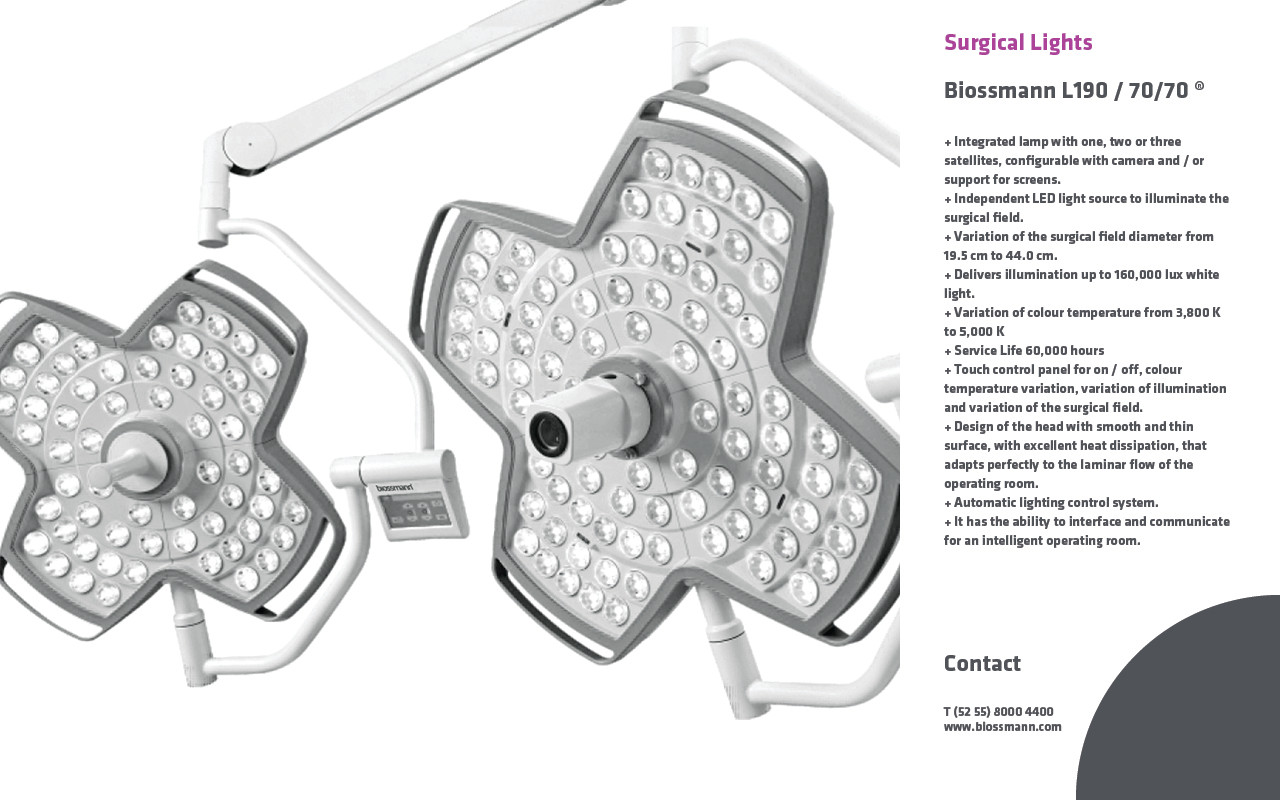 Surgical Lights
Biossmann L190 / 70/70 ®
+ Integrated lamp with one, two or three
satellites, configurable with camera and / or
support for screens.
+ Independent LED light source to illuminate the
surgical field.
+ Variation of the surgical field diameter from
19.5 cm to 44.0 cm.
+ Delivers illumination up to 160,000 lux white
light.
+ Variation of colour temperature from 3,800 K
to 5,000 K
+ Service Life 60,000 hours
+ Touch control panel for on / off, colour
temperature variation, variation of illumination
and variation of the surgical field.
+ Design of the head with smooth and thin
surface, with excellent heat dissipation, that
adapts perfectly to the laminar flow of the
operating room.
+ Automatic lighting control system.
+ It has the ability to interface and communicate
for an intelligent operating room.
biossmann
Contact
T (52 55) 8000 4400
www.biossmann.com